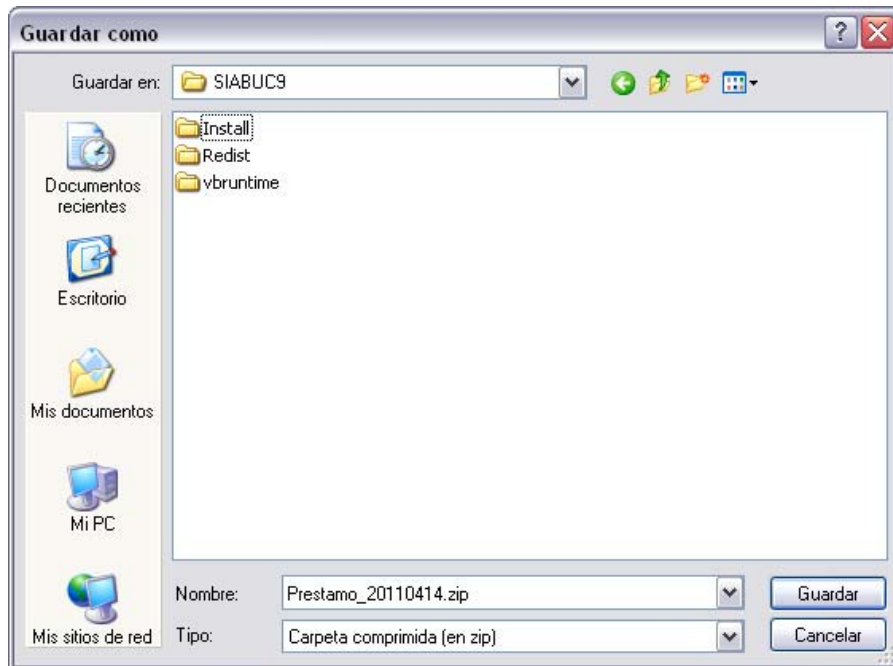 Guardar como
Guardar en:
SIABUC9
Install
Redist
vbruntime
Documentos
recientes
Escritorio
Mis documentos
Mi PC
Mis sitios de red
Nombre:
Prestamo_20110414.zip
Guardar
Tipo:
Carpeta comprimida (en zip)
Cancelar